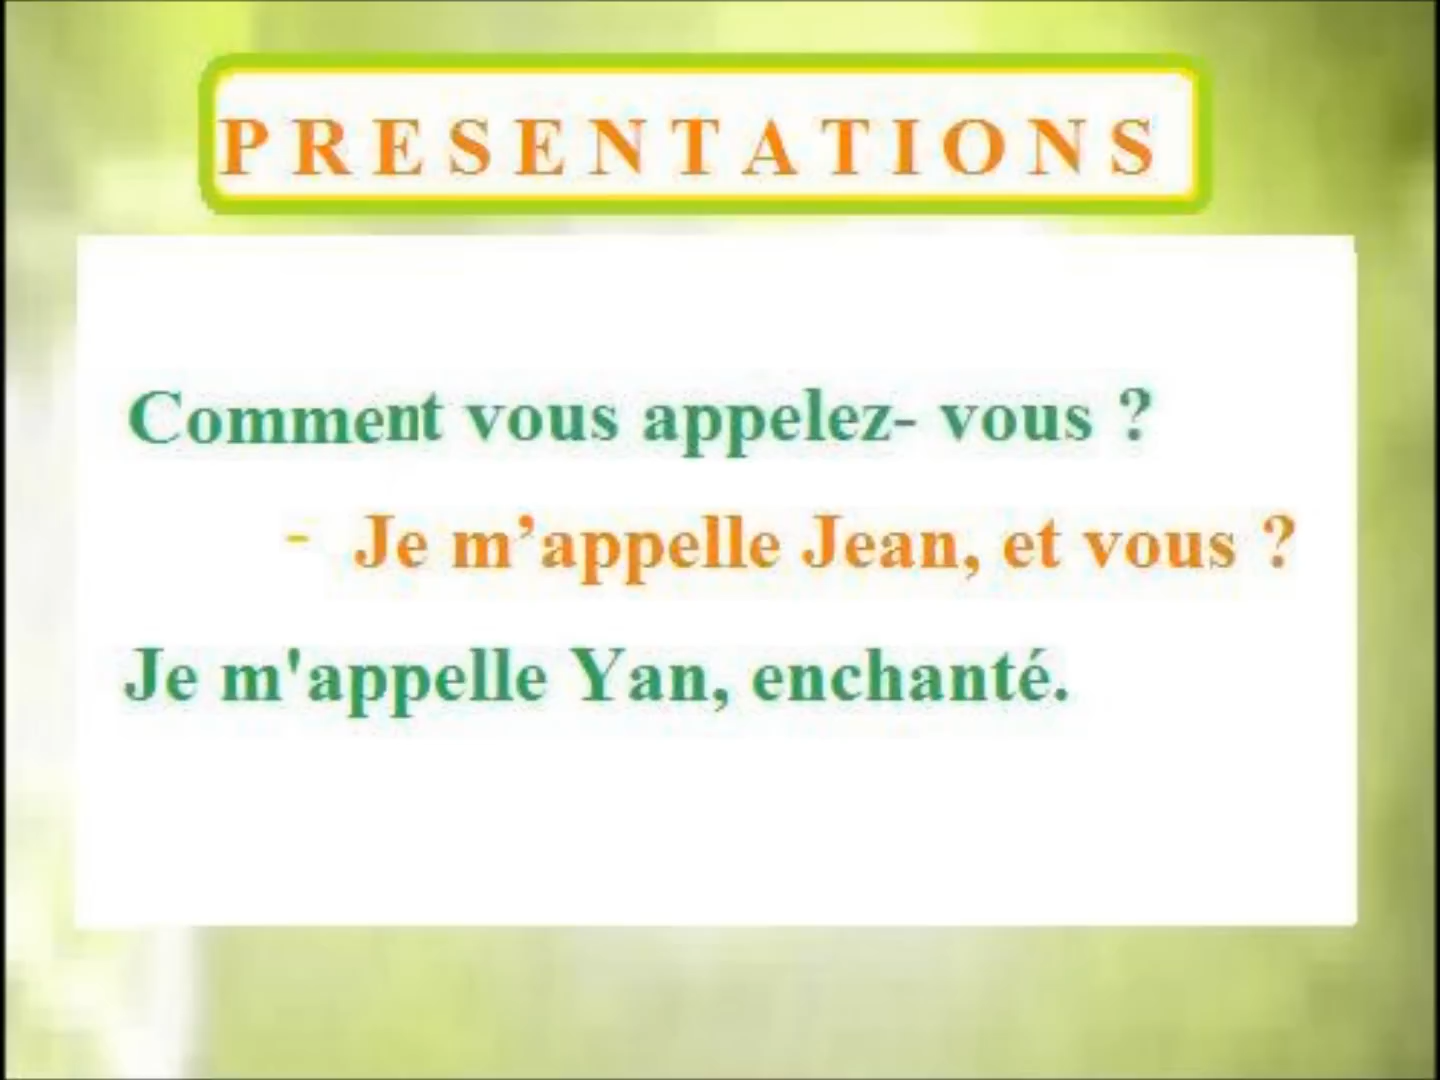 PRESENTATIONS
Comment vous appelez- vous ?
- Je m’appelle Jean, et vous ?
Je m'appelle Yan, enchanté.